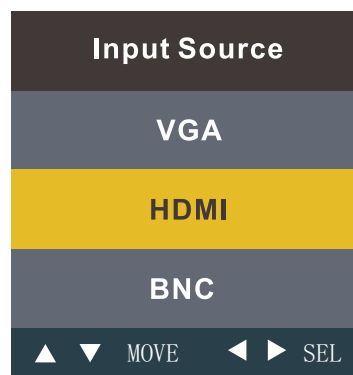 Input Source
VGA
HDMI
BNC
▲ ▼ MOVE ◀ ▶ SEL